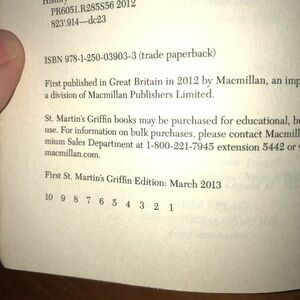 History
PR6051.R285S56 2012
823'.914—dc23
ISBN 978-1-250-03903-3 (trade paperback)
First published in Great Britain in 2012 by Macmillan, an imp
a division of Macmillan Publishers Limited.
St. Martin's Griffin books may be purchased for educational, bu
use. For information on bulk purchases, please contact Macmill
mium Sales Department at 1-800-221-7945 extension 5442 or
macmillan.com.
First St. Martin's Griffin Edition: March 2013
10 9 8 7 6 5 4 3 2 1